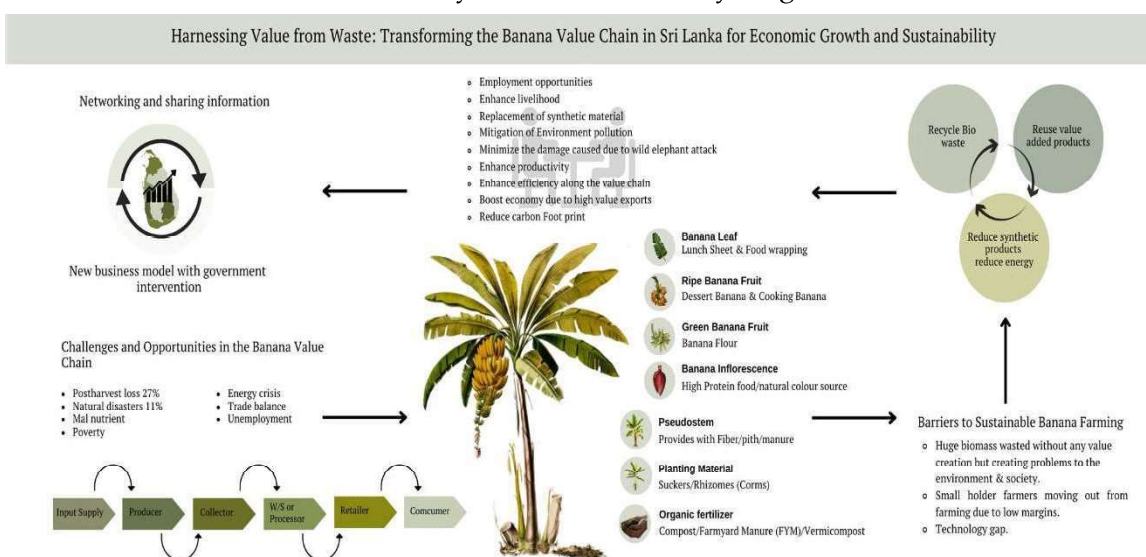 Harnessing Value from Waste: Transforming the Banana Value Chain in Sri Lanka for Economic Growth and Sustainability
Networking and sharing information
New business model with government
intervention
Employment opportunities
Enhance livelihood
Replacement of synthetic material
Mitigation of Environment pollution
Minimize the damage caused due to wild elephant attack
Enhance productivity
Enhance efficiency along the value chain
Boost economy due to high value exports
Reduce carbon Foot print
Recycle Bio
waste
Reuse value
added products
Reduce synthetic
products
reduce energy
Challenges and Opportunities in the Banana Value
Chain
Postharvest loss 27%
Natural disasters 11%
Mal nutrient
Poverty
Energy crisis
Trade balance
Unemployment
Banana Leaf
Lunch Sheet & Food wrapping
Ripe Banana Fruit
Dessert Banana & Cooking Banana
Green Banana Fruit
Banana Flour
Banana Inflorescence
High Protein food/natural colour source
Pseudostem
Provides with Fiber/pith/manure
Planting Material
Suckers/Rhizomes (Corms)
Organic fertilizer
Compost/Farmyard Manure (FYM)/Vermicompost
Barriers to Sustainable Banana Farming
Huge biomass wasted without any value
creation but creating problems to the
environment & society.
Small holder farmers moving out from
farming due to low margins.
Technology gap.
Input Supply
Producer
Collector
W/S or
Processor
Retailer
Comcumer